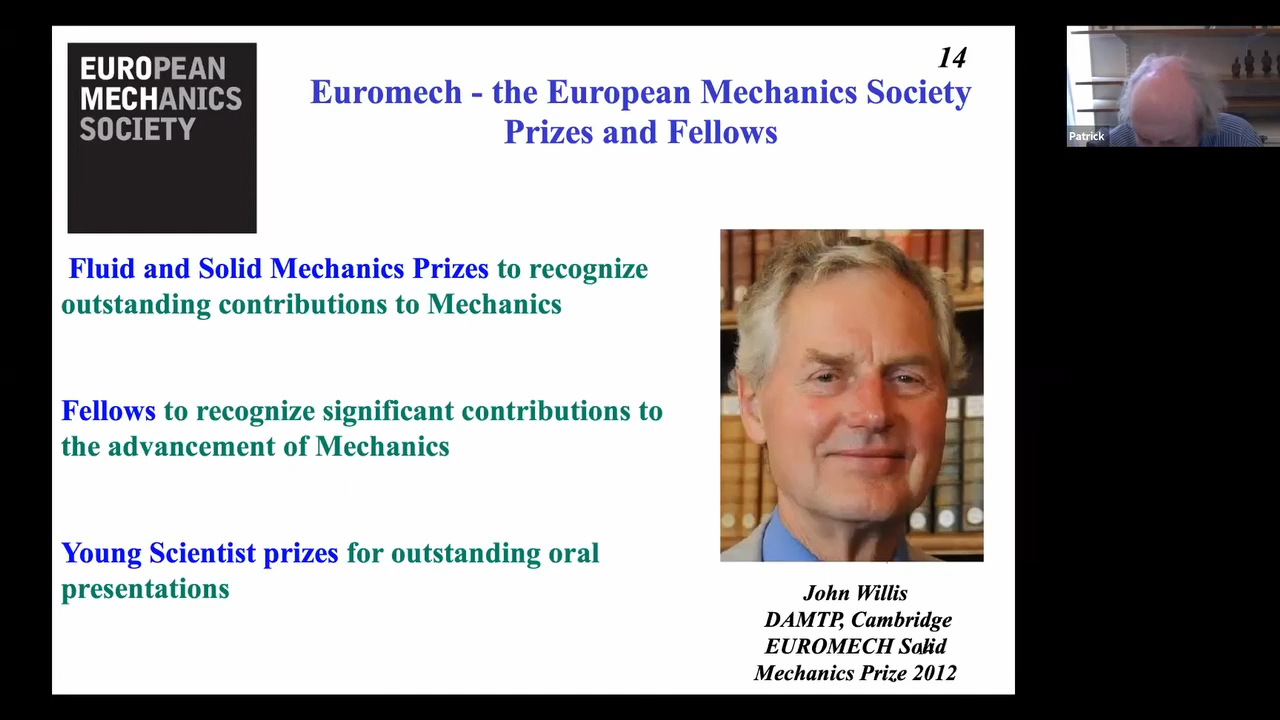 EUROPEAN
MECHANICS
SOCIETY
14
Euromech - the European Mechanics Society
Prizes and Fellows
Patrick
Fluid and Solid Mechanics Prizes to recognize
outstanding contributions to Mechanics
Fellows to recognize significant contributions to
the advancement of Mechanics
Young Scientist prizes for outstanding oral
presentations
John Willis
DAMTP, Cambridge
EUROMECH Solid
Mechanics Prize 2012